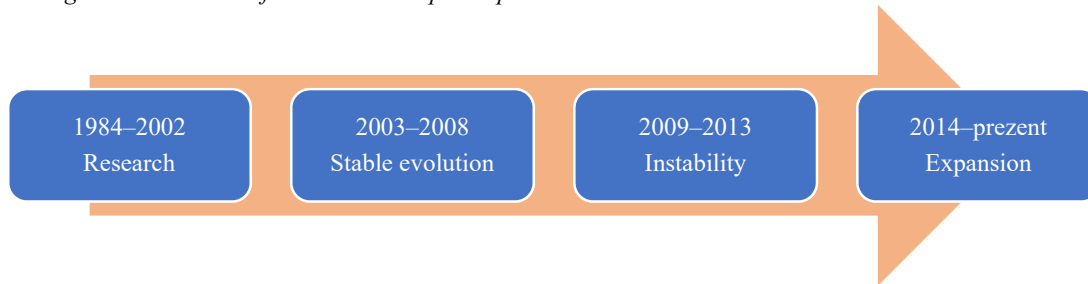 1984–2002
Research
2003–2008
Stable evolution
2009–2013
Instability
2014–prezent
Expansion